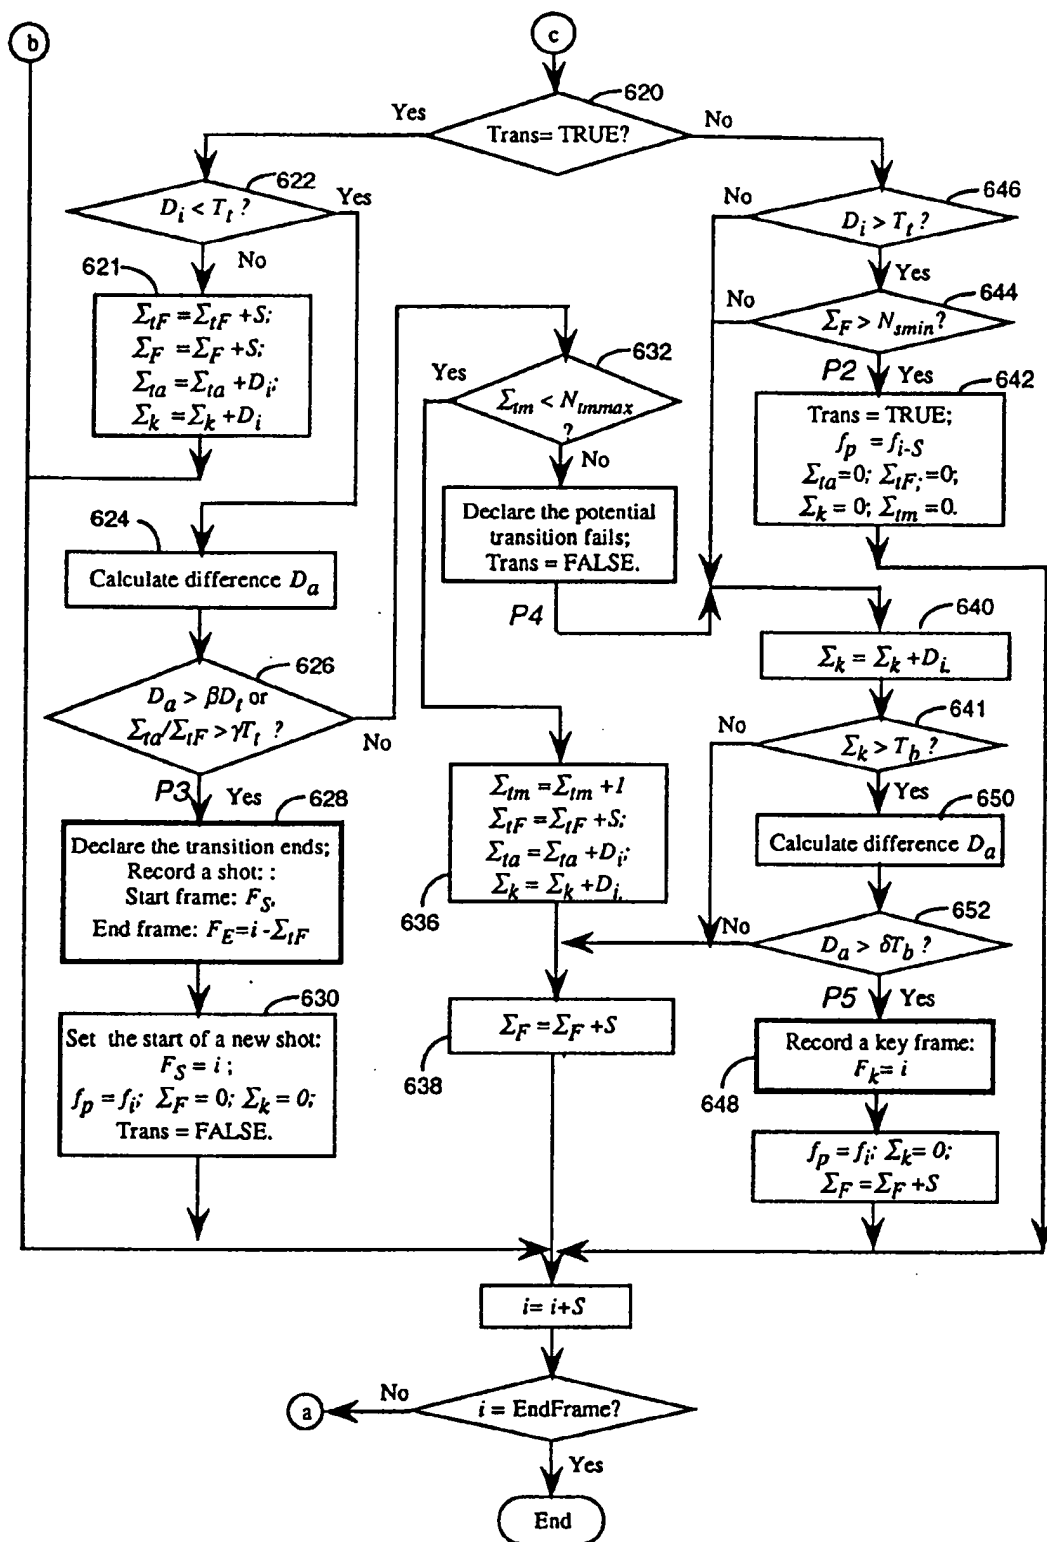 b
c
620
Yes
Trans= TRUE?
No
622
D_i < T_t ?
Yes
No
621
Σ_tF = Σ_tF + S;
Σ_F = Σ_F + S;
Σ_ta = Σ_ta + D_i;
Σ_k = Σ_k + D_i
624
Calculate difference D_a
626
D_a > βD_t or
Σ_ta/Σ_tF > γT_t ?
No
P3
Yes
628
Declare the transition ends;
Record a shot: :
Start frame: F_S.
End frame: F_E = i - Σ_tF
630
Set the start of a new shot:
F_S = i ;
f_p = f_i; Σ_F = 0; Σ_k = 0;
Trans = FALSE.
632
Yes
Σ_tm < N_tmmax
?
No
Declare the potential
transition fails;
Trans = FALSE.
P4
636
Σ_tm = Σ_tm + 1
Σ_tF = Σ_tF + S;
Σ_ta = Σ_ta + D_i;
Σ_k = Σ_k + D_i.
638
Σ_F = Σ_F + S
646
No
D_i > T_t ?
Yes
644
No
Σ_F > N_smin?
P2
Yes
642
Trans = TRUE;
f_p = f_i-S
Σ_ta=0; Σ_tF;=0;
Σ_k = 0; Σ_tm = 0.
640
Σ_k = Σ_k + D_i.
641
No
Σ_k > T_b ?
Yes
650
Calculate difference D_a
652
No
D_a > δT_b ?
P5
Yes
Record a key frame:
F_k = i
648
f_p = f_i; Σ_k = 0;
Σ_F = Σ_F + S
i= i+S
a
No
i = EndFrame?
Yes
End